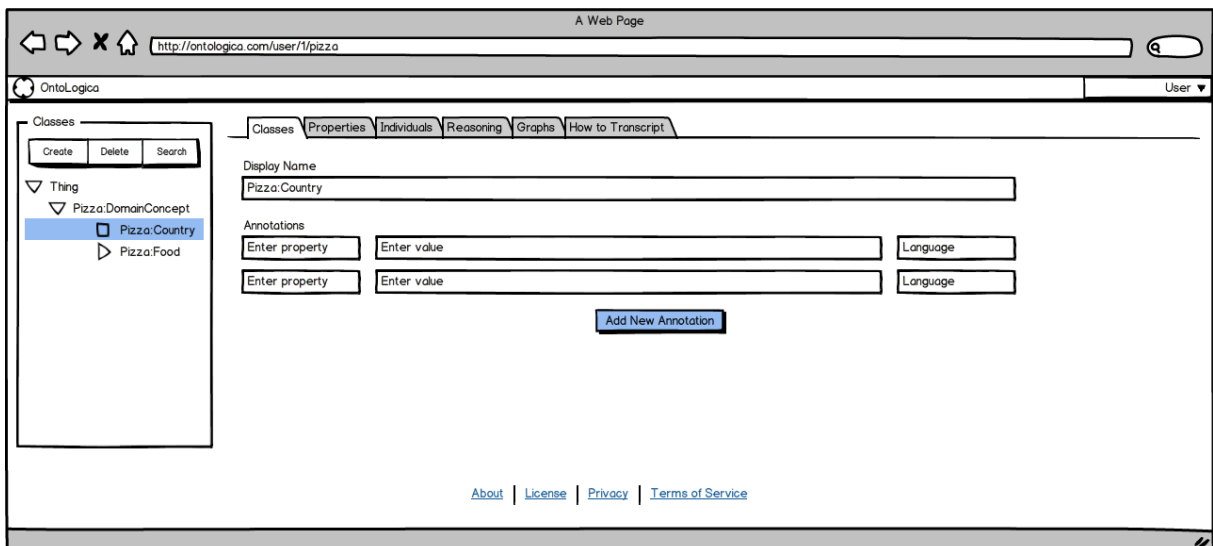 A Web Page
http://ontologica.com/user/1/pizza
OntoLogica
User
Classes
Create Delete Search
Thing
Pizza:DomainConcept
Pizza:Country
Pizza:Food
Classes Properties Individuals Reasoning Graphs How to Transcript
Display Name
Pizza:Country
Annotations
Enter property Enter value Language
Enter property Enter value Language
Add New Annotation
About License Privacy Terms of Service